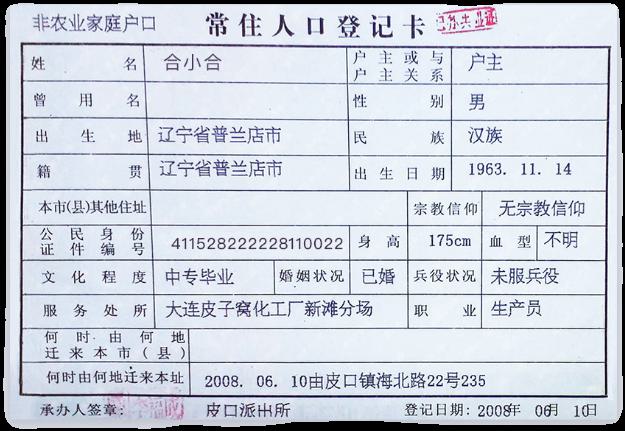 非农业家庭户口 常住人口登记卡
姓名 合小合 户主或与户主关系 户主
曾用名 性别 男
出生地 辽宁省普兰店市 民族 汉族
籍贯 辽宁省普兰店市 出生日期 1963. 11. 14
本市(县)其他住址 宗教信仰 无宗教信仰
公民身份证件编号 411528222228110022 身高 175cm 血型 不明
文化程度 中专毕业 婚姻状况 已婚 兵役状况 未服兵役
服务处所 大连皮子窝化工厂新滩分场 职业 生产员
何时由何地迁来本市(县)
何时由何地迁来本址 2008. 06. 10由皮口镇海北路22号235
承办人签章: 皮口派出所 登记日期: 2008年 06月 10日